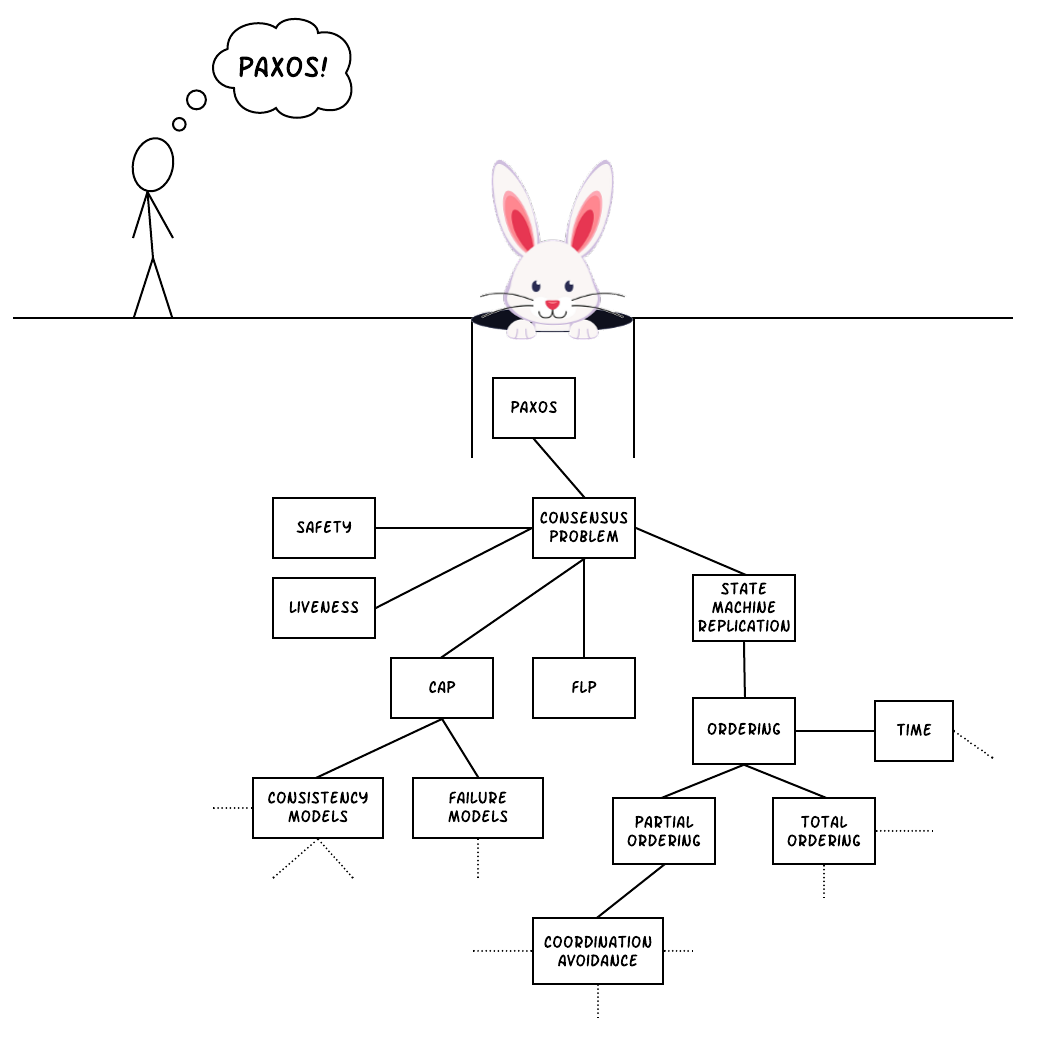 PAXOS!
PAXOS
SAFETY
CONSENSUS
PROBLEM
LIVENESS
STATE
MACHINE
REPLICATION
CAP
FLP
ORDERING
TIME
CONSISTENCY
MODELS
FAILURE
MODELS
PARTIAL
ORDERING
TOTAL
ORDERING
COORDINATION
AVOIDANCE